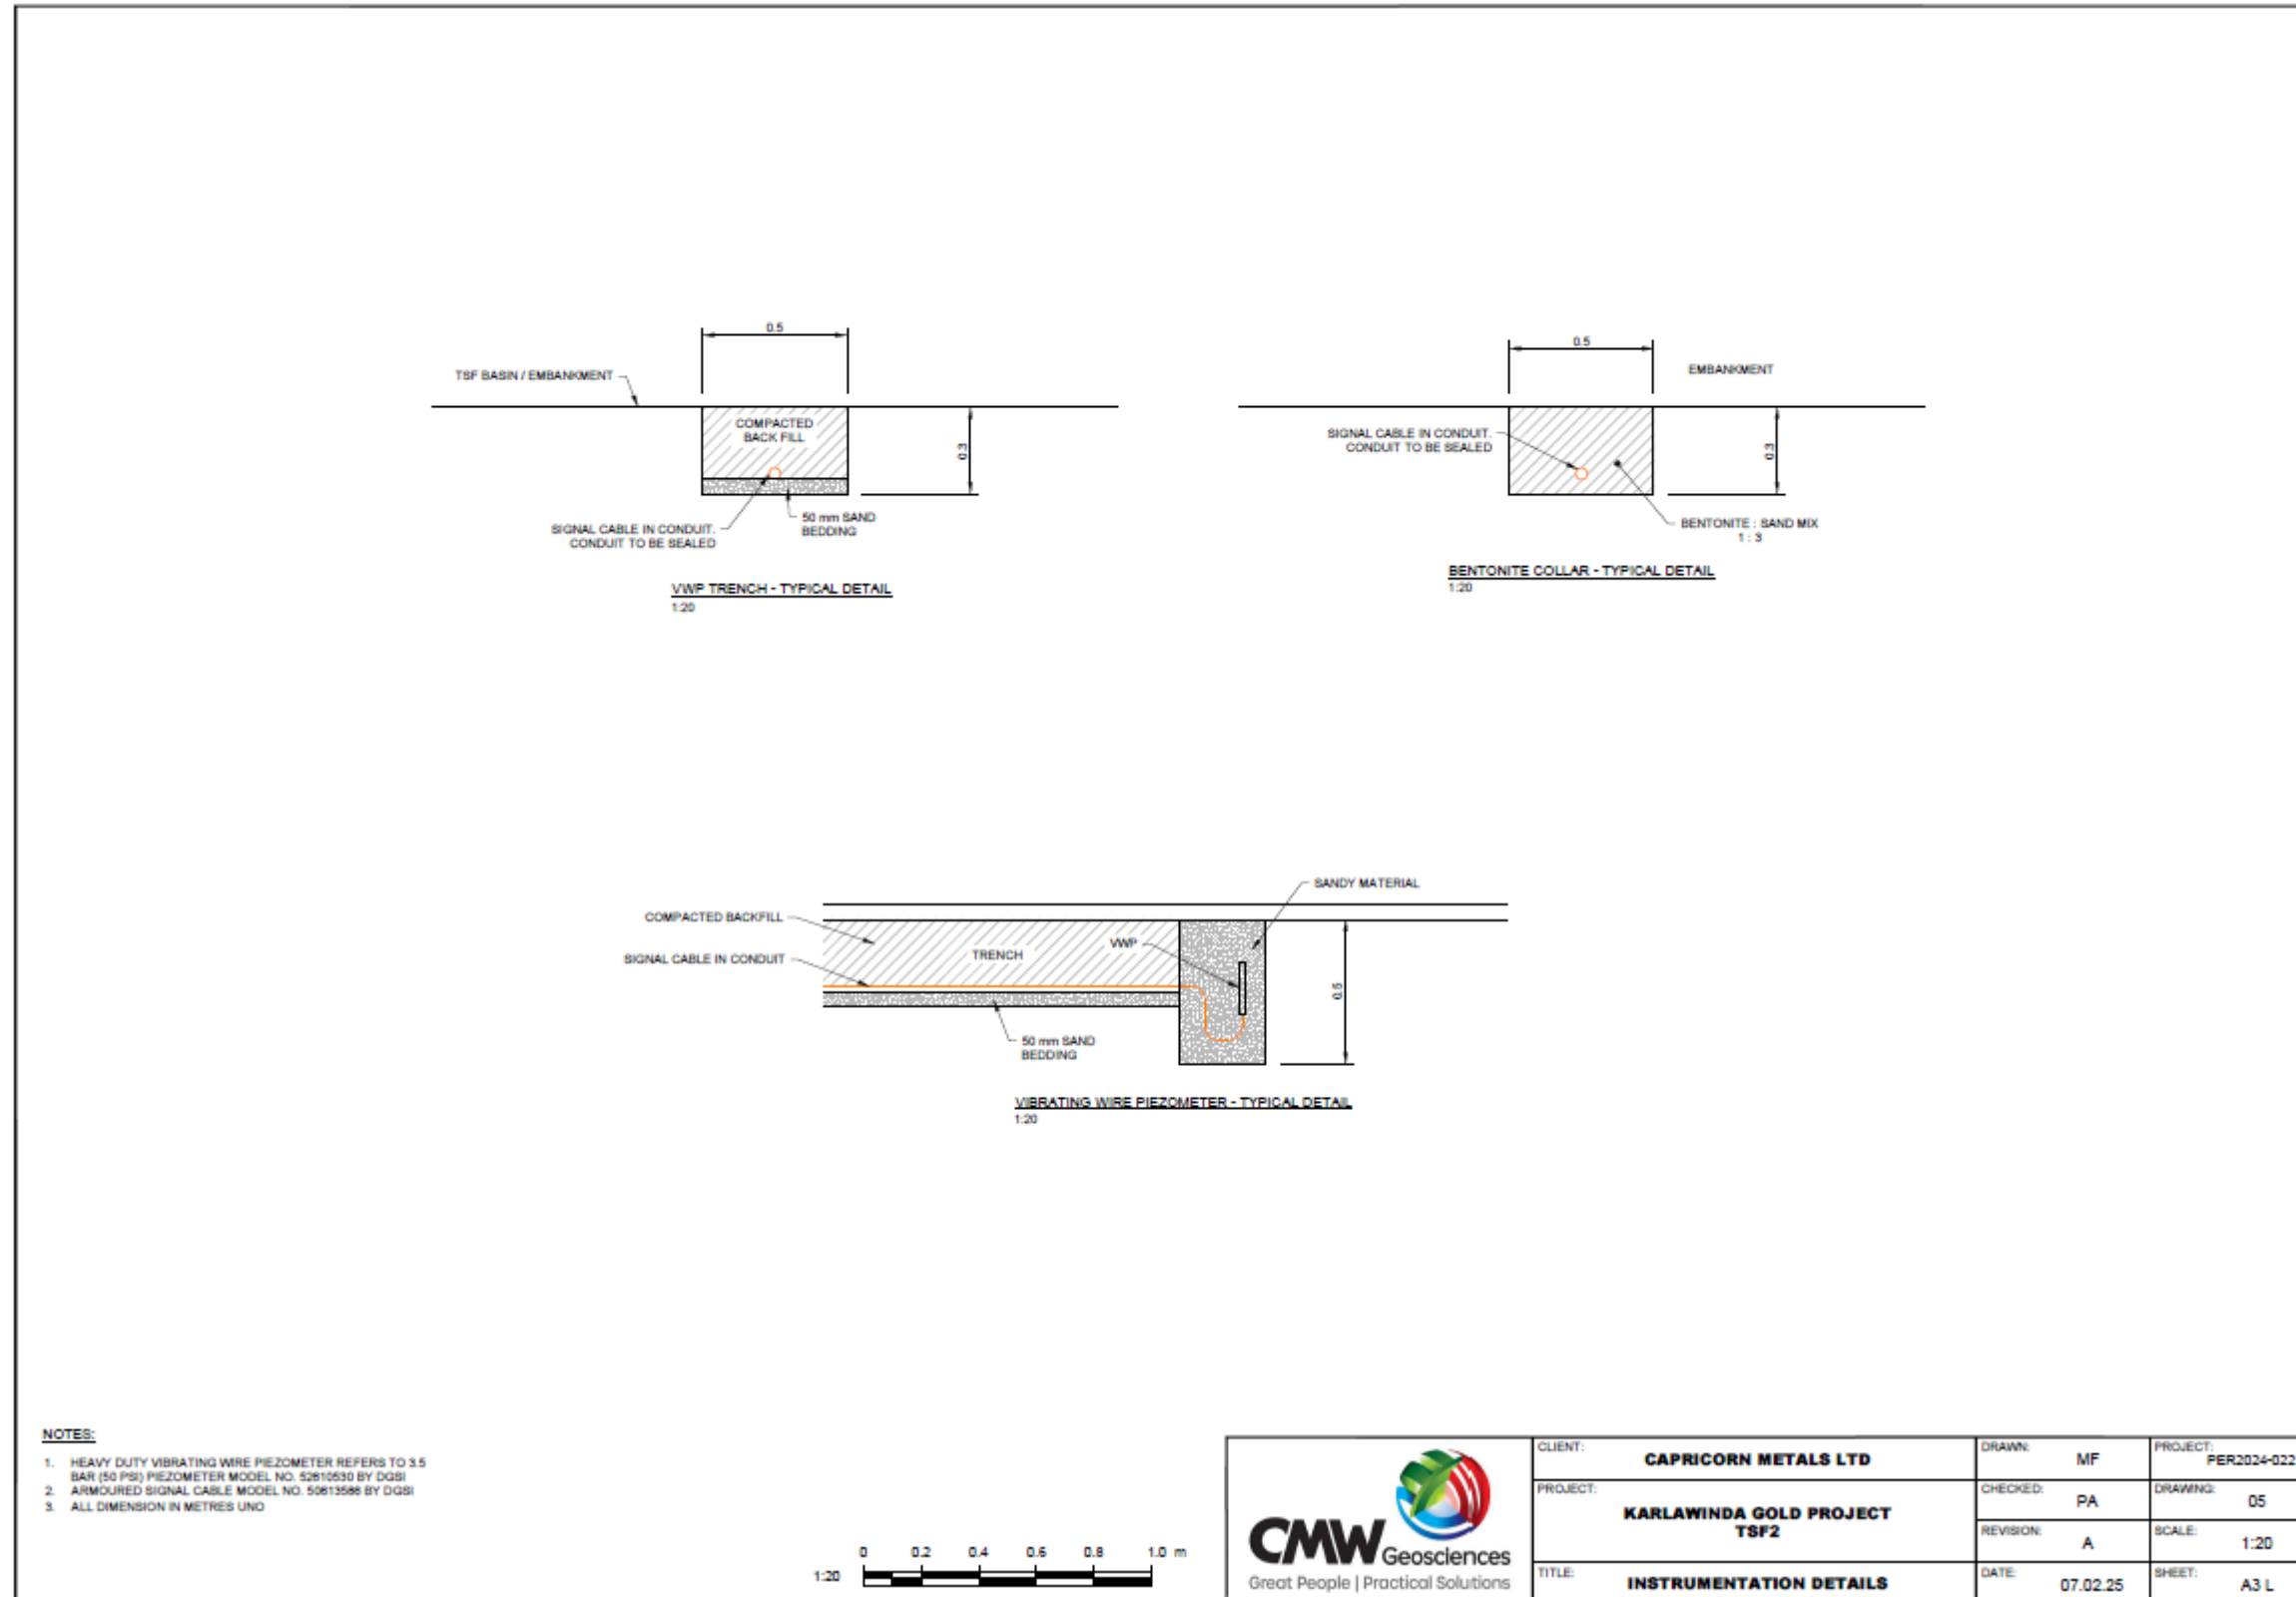 0.5
TSF BASIN / EMBANKMENT
COMPACTED
BACK FILL
0.3
SIGNAL CABLE IN CONDUIT.
CONDUIT TO BE SEALED
50 mm SAND
BEDDING
VWP TRENCH - TYPICAL DETAIL
1:20
0.5
EMBANKMENT
SIGNAL CABLE IN CONDUIT.
CONDUIT TO BE SEALED
0.3
BENTONITE : SAND MIX
1 : 3
BENTONITE COLLAR - TYPICAL DETAIL
1:20
SANDY MATERIAL
COMPACTED BACKFILL
SIGNAL CABLE IN CONDUIT
TRENCH
VWP
0.5
50 mm SAND
BEDDING
VIBRATING WIRE PIEZOMETER - TYPICAL DETAIL
1:20
NOTES:
1. HEAVY DUTY VIBRATING WIRE PIEZOMETER REFERS TO 3.5
BAR (50 PSI) PIEZOMETER MODEL NO. 52610530 BY DGSI
2. ARMOURED SIGNAL CABLE MODEL NO. 50613586 BY DGSI
3. ALL DIMENSION IN METRES UNO
1:20
0 0.2 0.4 0.6 0.8 1.0 m
CMW Geosciences
Great People | Practical Solutions
CLIENT:
CAPRICORN METALS LTD
PROJECT:
KARLAWINDA GOLD PROJECT
TSF2
TITLE:
INSTRUMENTATION DETAILS
DRAWN:
MF
CHECKED:
PA
REVISION:
A
DATE:
07.02.25
PROJECT:
PER2024-022
DRAWING:
05
SCALE:
1:20
SHEET:
A3 L